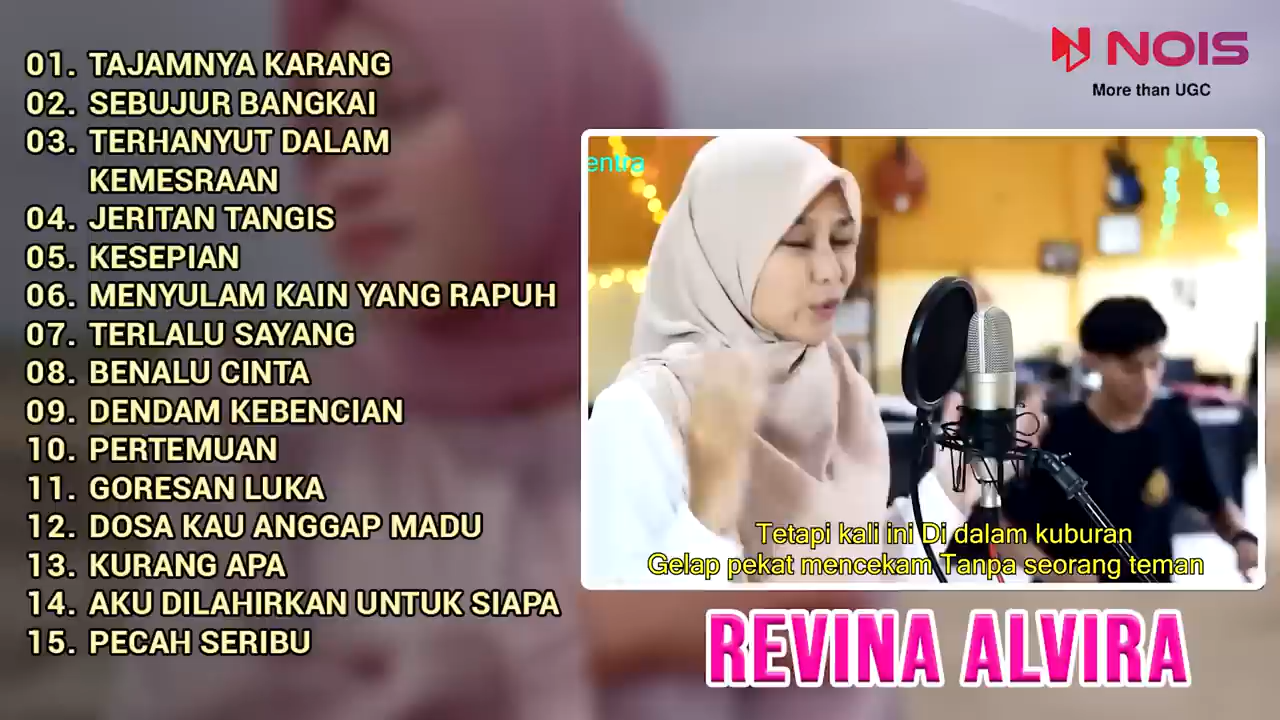 01. TAJAMNYA KARANG
02. SEBUJUR BANGKAI
03. TERHANYUT DALAM
KEMESRAAN
04. JERITAN TANGIS
05. KESEPIAN
06. MENYULAM KAIN YANG RAPUH
07. TERLALU SAYANG
08. BENALU CINTA
09. DENDAM KEBENCIAN
10. PERTEMUAN
11. GORESAN LUKA
12. DOSA KAU ANGGAP MADU
13. KURANG APA
14. AKU DILAHIRKAN UNTUK SIAPA
15. PECAH SERIBU
NOIS
More than UGC
entra
Tetapi kali ini Di dalam kuburan
Gelap pekat mencekam Tanpa seorang teman
REVINA ALVIRA